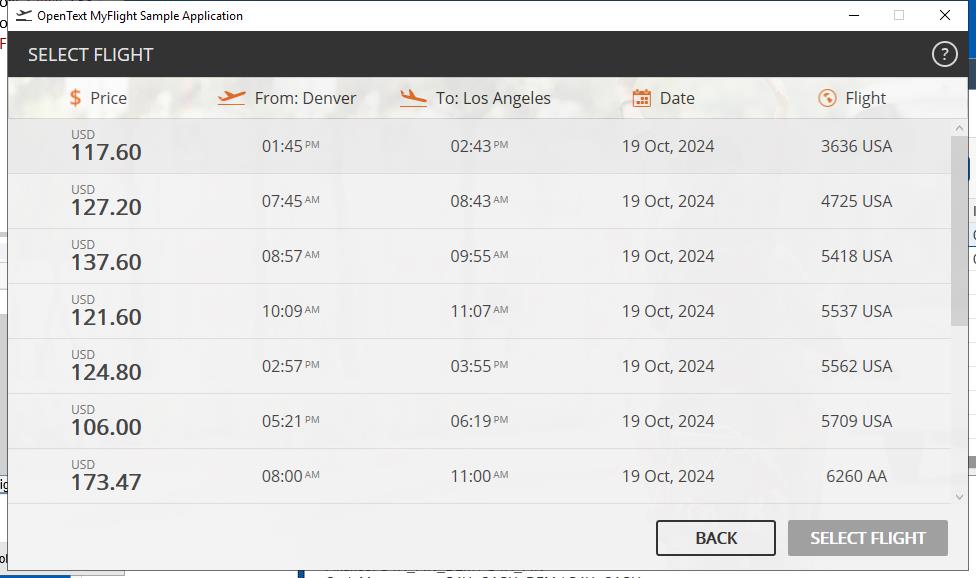 OpenText MyFlight Sample Application
SELECT FLIGHT ?
$ Price From: Denver To: Los Angeles Date Flight
USD
117.60 01:45 PM 02:43 PM 19 Oct, 2024 3636 USA
USD
127.20 07:45 AM 08:43 AM 19 Oct, 2024 4725 USA
USD
137.60 08:57 AM 09:55 AM 19 Oct, 2024 5418 USA
USD
121.60 10:09 AM 11:07 AM 19 Oct, 2024 5537 USA
USD
124.80 02:57 PM 03:55 PM 19 Oct, 2024 5562 USA
USD
106.00 05:21 PM 06:19 PM 19 Oct, 2024 5709 USA
USD
173.47 08:00 AM 11:00 AM 19 Oct, 2024 6260 AA
BACK SELECT FLIGHT